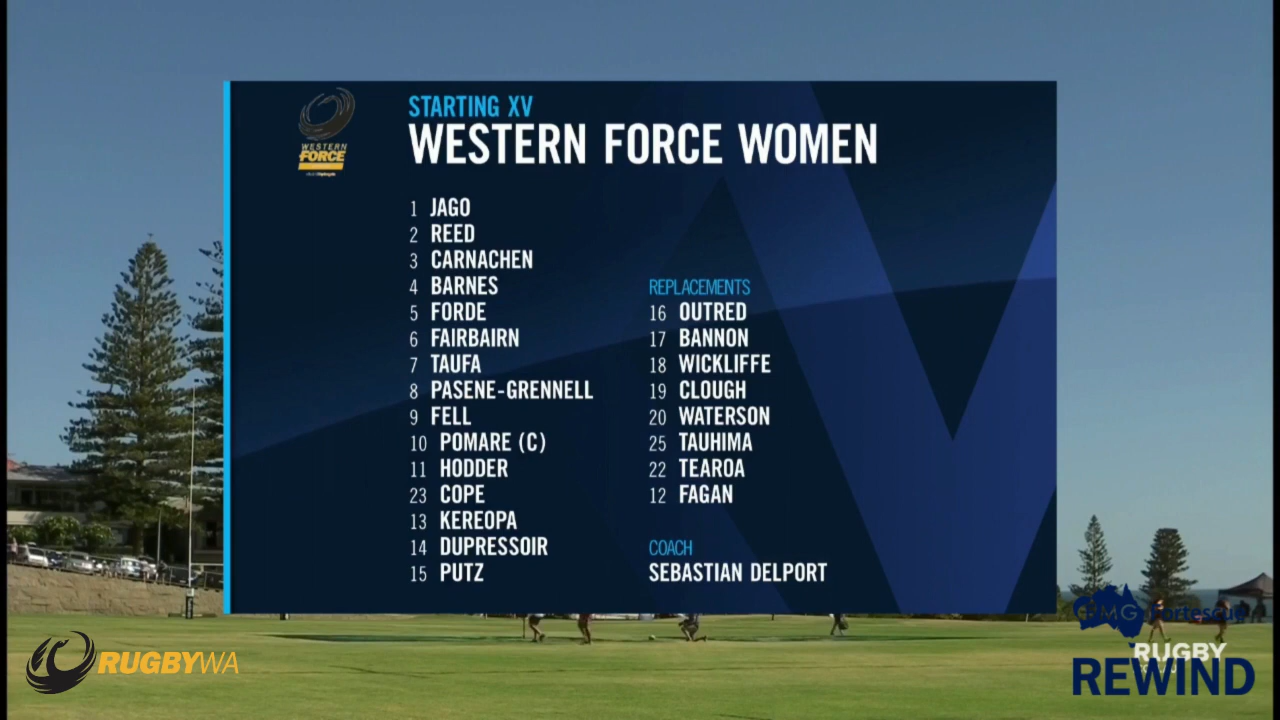 STARTING XV
WESTERN FORCE WOMEN
WESTERN
FORCE
1 JAGO
2 REED
3 CARNACHEN
4 BARNES
5 FORDE
6 FAIRBAIRN
7 TAUFA
8 PASENE-GRENNELL
9 FELL
10 POMARE (C)
11 HODDER
23 COPE
13 KEREOPA
14 DUPRESSOIR
15 PUTZ
REPLACEMENTS
16 OUTRED
17 BANNON
18 WICKLIFFE
19 CLOUGH
20 WATERSON
25 TAUHIMA
22 TEAROA
12 FAGAN
COACH
SEBASTIAN DELPORT
RUGBYWA
FMG Fortescue
RUGBY
REWIND